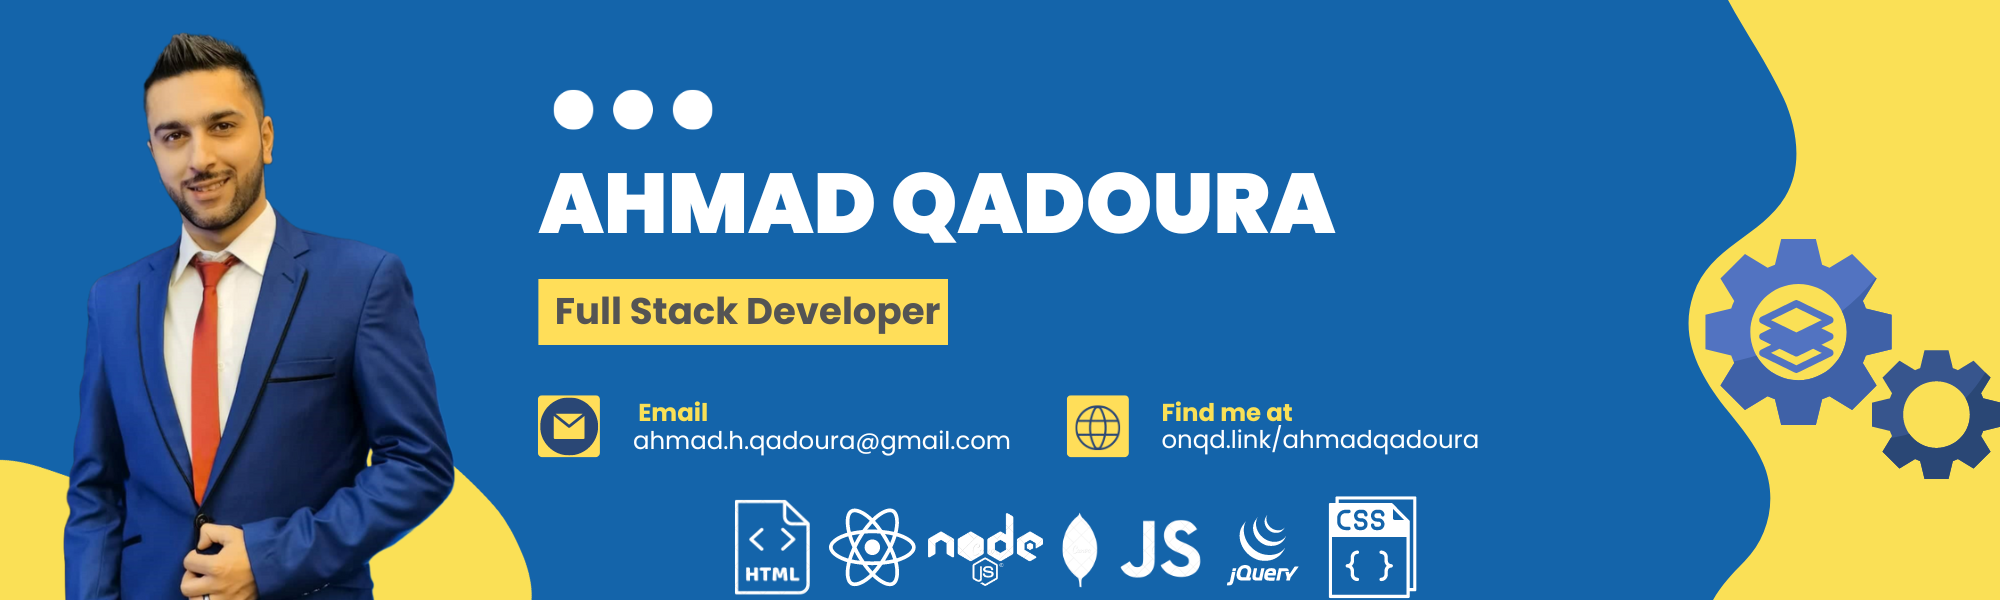 AHMAD QADOURA
Full Stack Developer
Email
ahmad.h.qadoura@gmail.com
Find me at
onqd.link/ahmadqadoura
HTML
node
JS
JS
jQuery
CSS